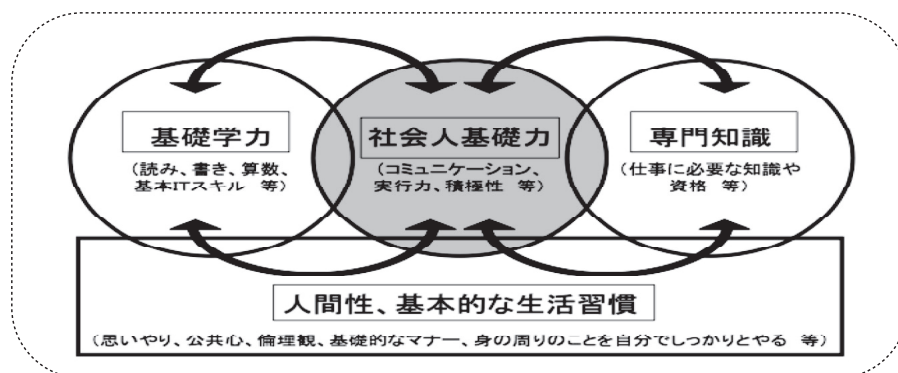 基礎学力
(読み、書き、算数、
基本ITスキル 等)
社会人基礎力
(コミュニケーション、
実行力、積極性 等)
専門知識
(仕事に必要な知識や
資格 等)
人間性、基本的な生活習慣
(思いやり、公共心、倫理観、基礎的なマナー、身の周りのことを自分でしっかりとやる 等)